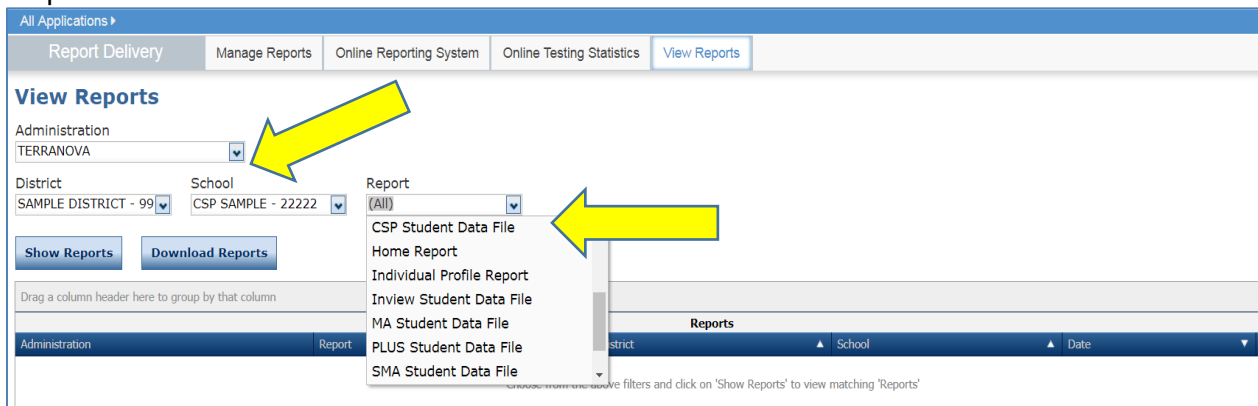 All Applications
Report Delivery Manage Reports Online Reporting System Online Testing Statistics View Reports
View Reports
Administration
TERRANOVA
District School Report
SAMPLE DISTRICT - 99 CSP SAMPLE - 22222 (All)
CSP Student Data File
Home Report
Individual Profile Report
Inview Student Data File
MA Student Data File
PLUS Student Data File
SMA Student Data File
Show Reports Download Reports
Drag a column header here to group by that column
Reports
Administration Report District School Date
Choose from the above filters and click on 'Show Reports' to view matching 'Reports'